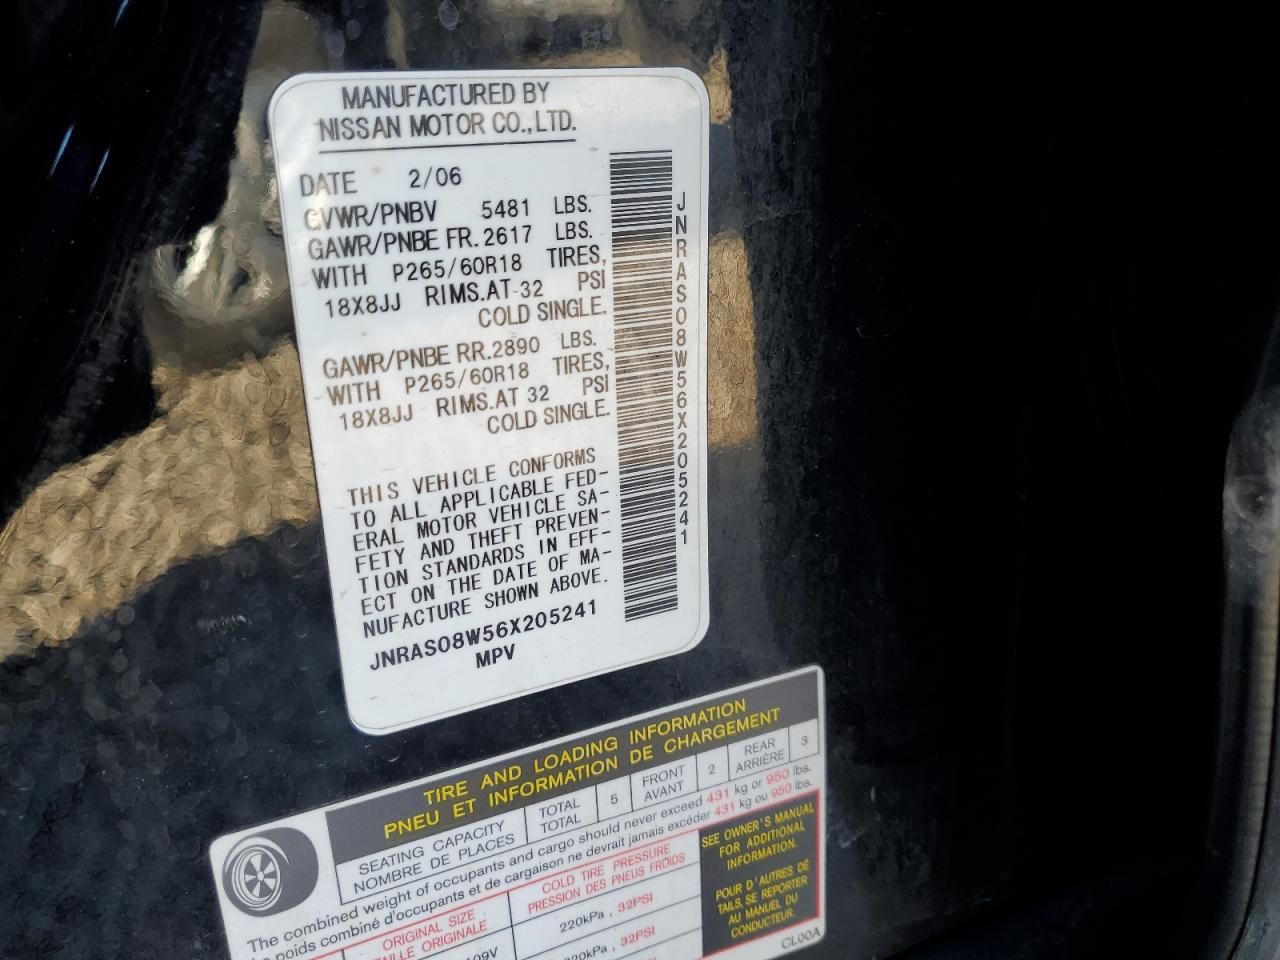 MANUFACTURED BY
NISSAN MOTOR CO.,LTD.
DATE 2/06
GVWR/PNBV 5481 LBS.
GAWR/PNBE FR.2617 LBS.
WITH P265/60R18 TIRES,
18X8JJ RIMS.AT 32 PSI
COLD SINGLE.
GAWR/PNBE RR.2890 LBS.
WITH P265/60R18 TIRES,
18X8JJ RIMS.AT 32 PSI
COLD SINGLE.
THIS VEHICLE CONFORMS
TO ALL APPLICABLE FED-
ERAL MOTOR VEHICLE SA-
FETY AND THEFT PREVEN-
TION STANDARDS IN EFF-
ECT ON THE DATE OF MA-
NUFACTURE SHOWN ABOVE.
JNRAS08W56X205241
MPV
JNRAS08W56X205241
TIRE AND LOADING INFORMATION
PNEU ET INFORMATION DE CHARGEMENT
SEATING CAPACITY
NOMBRE DE PLACES
TOTAL
TOTAL
5
FRONT
AVANT
2
REAR
ARRIÈRE
3
The combined weight of occupants and cargo should never exceed 431 kg or 950 lbs.
poids combiné d'occupants et de cargaison ne devrait jamais excéder 431 kg ou 950 lbs.
ORIGINAL SIZE
TAILLE ORIGINALE
COLD TIRE PRESSURE
PRESSION DES PNEUS FROIDS
109V
220kPa , 32PSI
220kPa , 32PSI
SEE OWNER'S MANUAL
FOR ADDITIONAL
INFORMATION.
POUR D'AUTRES DÉ
TAILS, SE REPORTER
AU MANUEL DU
CONDUCTEUR.
CL00A